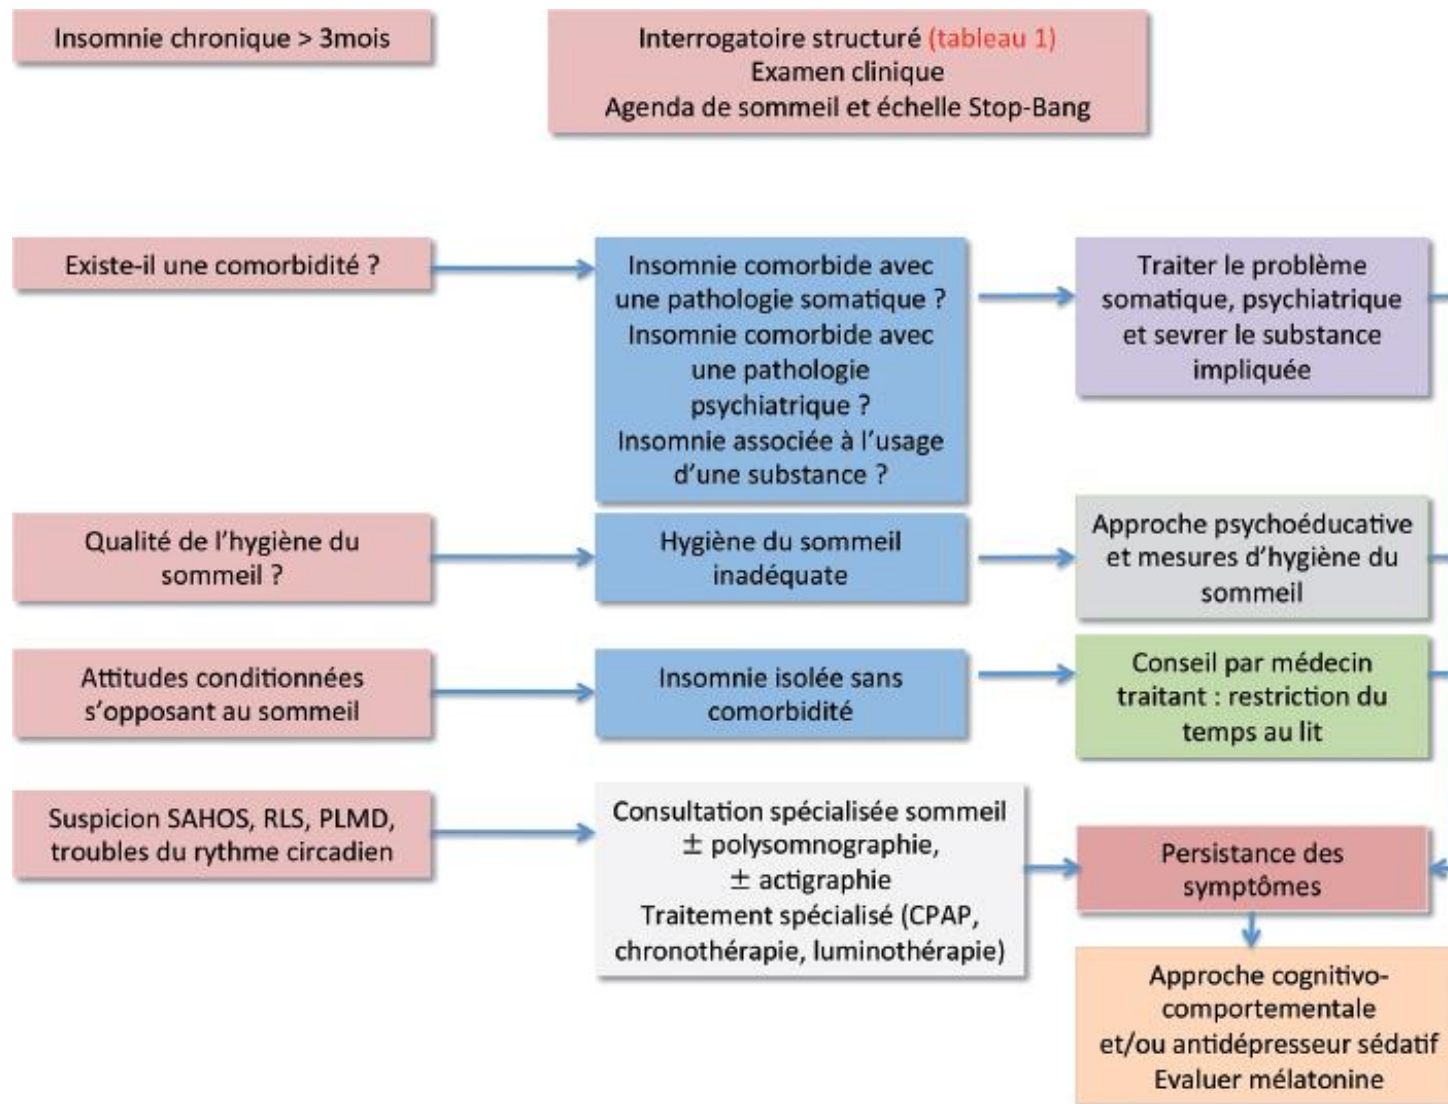 Insomnie chronique > 3mois
Interrogatoire structuré (tableau 1)
Examen clinique
Agenda de sommeil et échelle Stop-Bang
Existe-il une comorbidité ?
Insomnie comorbide avec
une pathologie somatique ?
Insomnie comorbide avec
une pathologie
psychiatrique ?
Insomnie associée à l'usage
d'une substance ?
Traiter le problème
somatique, psychiatrique
et sevrer le substance
impliquée
Qualité de l'hygiène du
sommeil ?
Hygiène du sommeil
inadéquate
Approche psychoéducative
et mesures d'hygiène du
sommeil
Attitudes conditionnées
s'opposant au sommeil
Insomnie isolée sans
comorbidité
Conseil par médecin
traitant : restriction du
temps au lit
Suspicion SAHOS, RLS, PLMD,
troubles du rythme circadien
Consultation spécialisée sommeil
± polysomnographie,
± actigraphie
Traitement spécialisé (CPAP,
chronothérapie, luminothérapie)
Persistance des
symptômes
Approche cognitivo-
comportementale
et/ou antidépresseur sédatif
Evaluer mélatonine